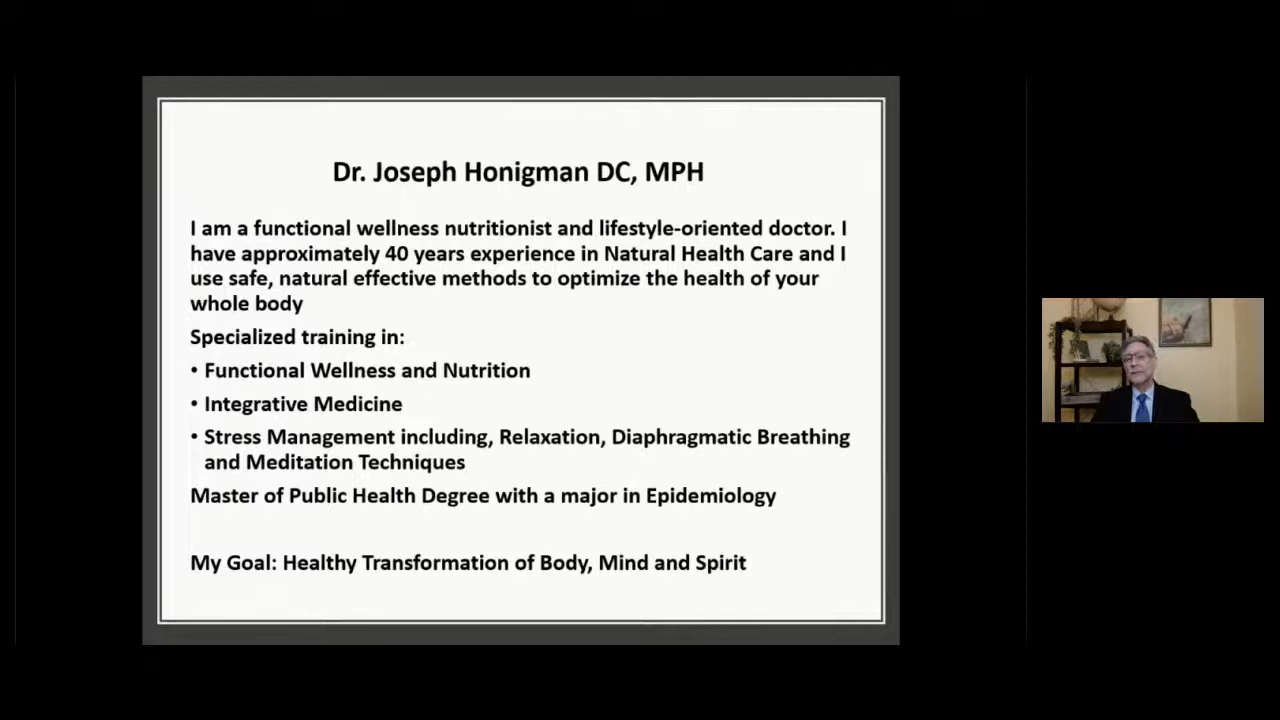 Dr. Joseph Honigman DC, MPH
I am a functional wellness nutritionist and lifestyle-oriented doctor. I
have approximately 40 years experience in Natural Health Care and I
use safe, natural effective methods to optimize the health of your
whole body
Specialized training in:
• Functional Wellness and Nutrition
• Integrative Medicine
• Stress Management including, Relaxation, Diaphragmatic Breathing
and Meditation Techniques
Master of Public Health Degree with a major in Epidemiology
My Goal: Healthy Transformation of Body, Mind and Spirit